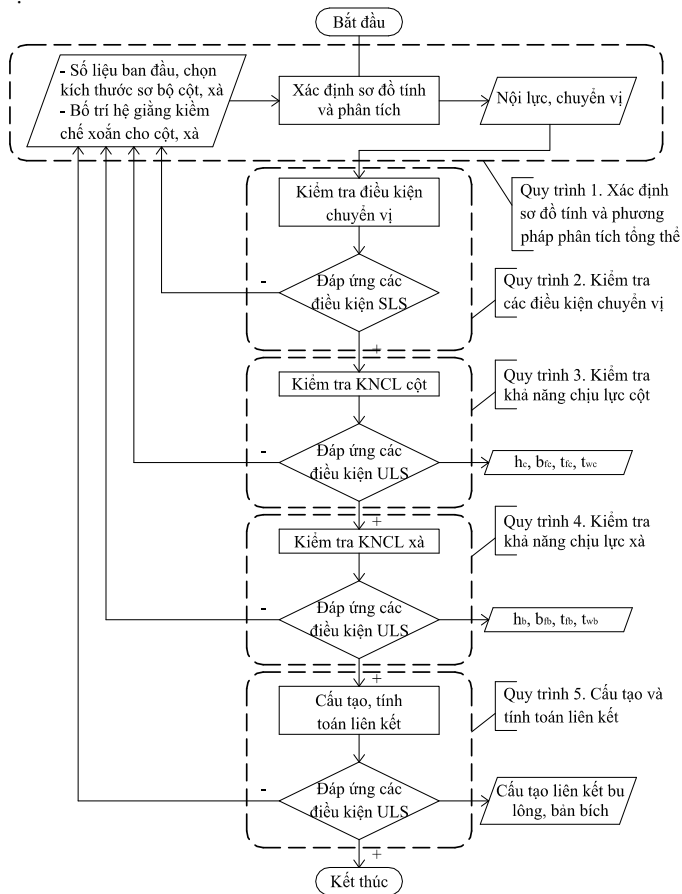 Bắt đầu
- Số liệu ban đầu, chọn
kích thước sơ bộ cột, xà
- Bố trí hệ giằng kiềm
chế xoắn cho cột, xà
Xác định sơ đồ tính
và phân tích
Nội lực, chuyển vị
Quy trình 1. Xác định
sơ đồ tính và phương
pháp phân tích tổng thể
Kiểm tra điều kiện
chuyển vị
Đáp ứng các
điều kiện SLS
-
+
Quy trình 2. Kiểm tra
các điều kiện chuyển vị
Kiểm tra KNCL cột
Quy trình 3. Kiểm tra
khả năng chịu lực cột
Đáp ứng các
điều kiện ULS
-
+
hc, bfc, tfc, twc
Kiểm tra KNCL xà
Quy trình 4. Kiểm tra
khả năng chịu lực xà
Đáp ứng các
điều kiện ULS
-
+
hb, bfb, tfb, twb
Cấu tạo, tính
toán liên kết
Quy trình 5. Cấu tạo và
tính toán liên kết
Đáp ứng các
điều kiện ULS
-
+
Cấu tạo liên kết bu
lông, bản bích
Kết thúc